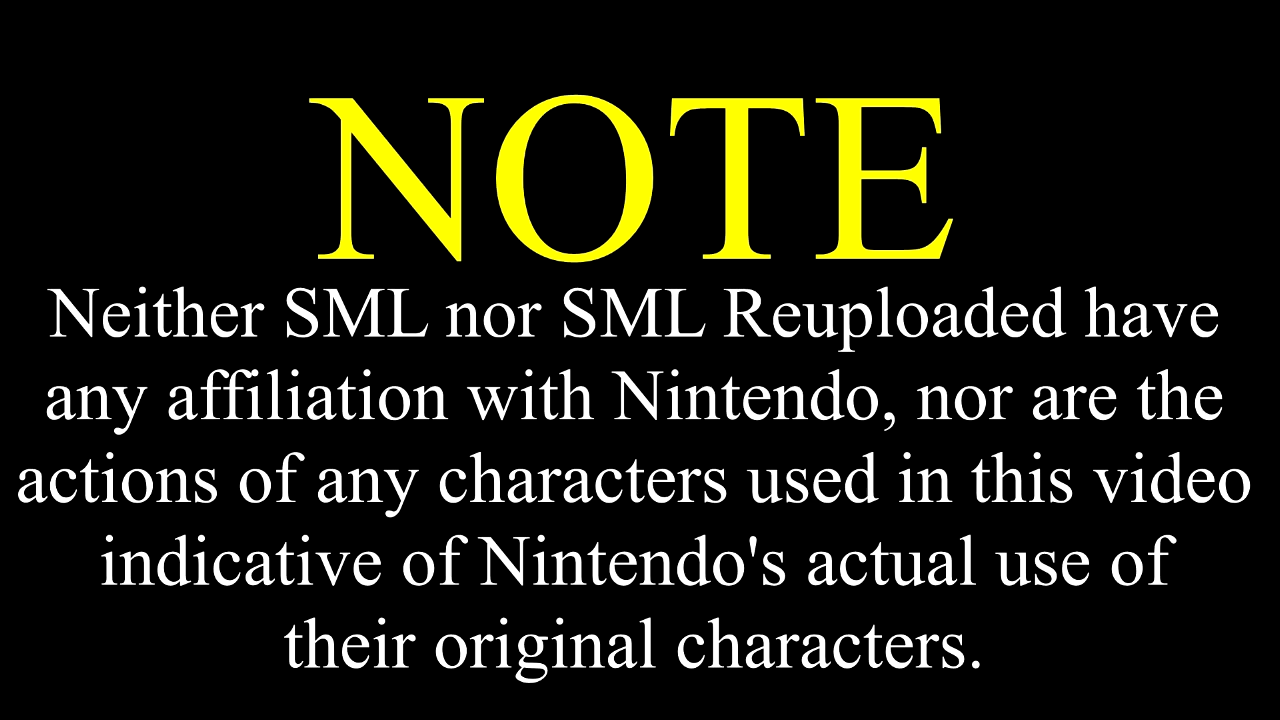 NOTE
Neither SML nor SML Reuploaded have
any affiliation with Nintendo, nor are the
actions of any characters used in this video
indicative of Nintendo's actual use of
their original characters.